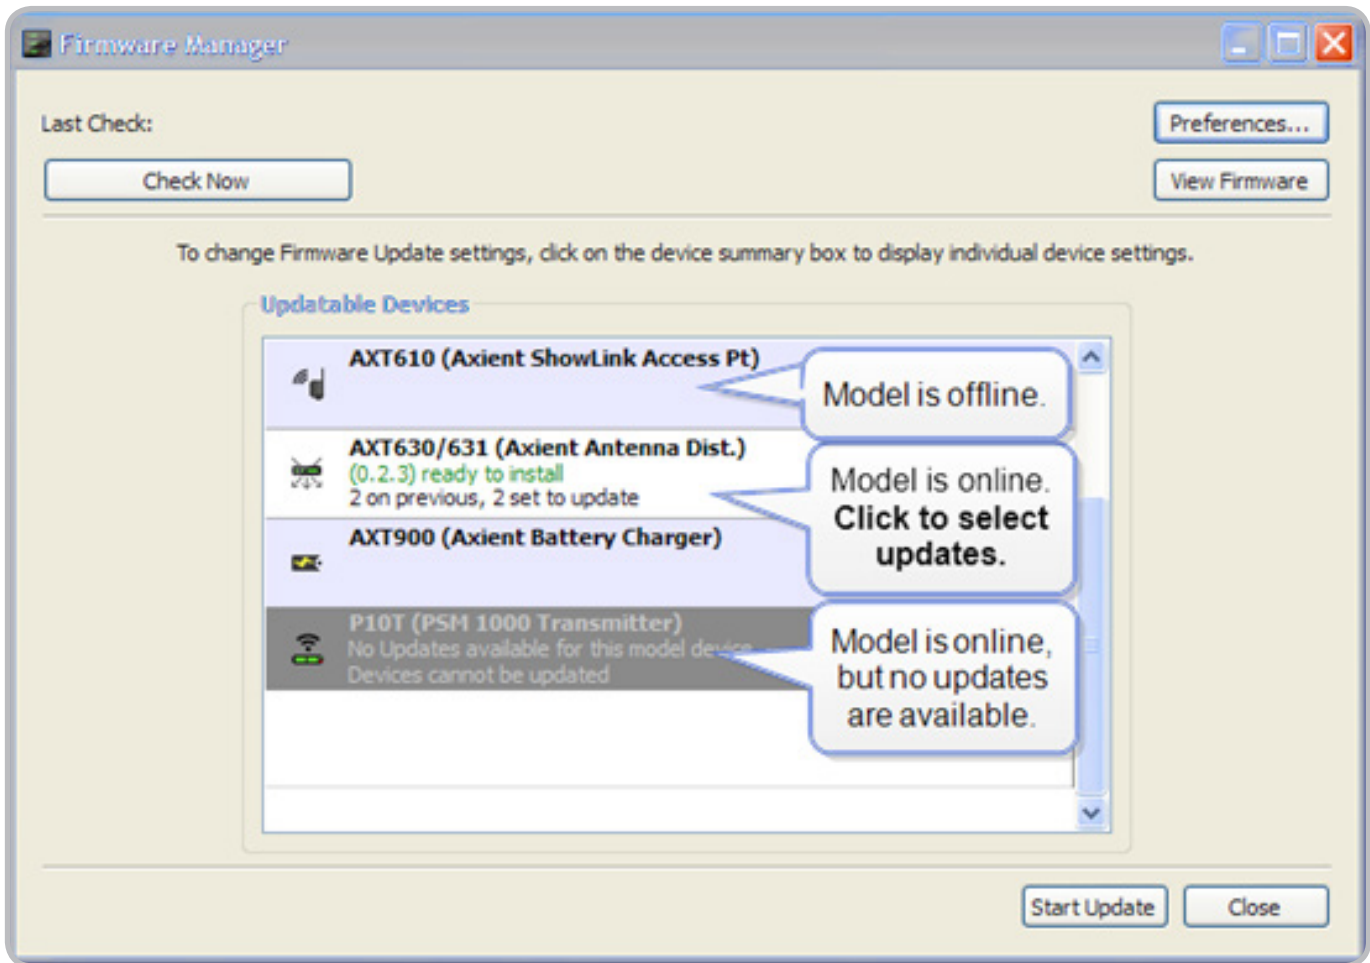 Firmware Manager
Last Check:
Preferences...
Check Now
View Firmware
To change Firmware Update settings, click on the device summary box to display individual device settings.
Updatable Devices
AXT610 (Axient ShowLink Access Pt)
Model is offline.
AXT630/631 (Axient Antenna Dist.)
(0.2.3) ready to install
2 on previous, 2 set to update
Model is online.
Click to select
updates.
AXT900 (Axient Battery Charger)
P10T (PSM 1000 Transmitter)
No Updates available for this model device
Devices cannot be updated
Model is online,
but no updates
are available.
Start Update
Close